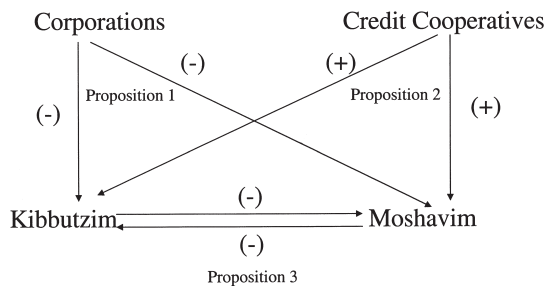 Corporations
Credit Cooperatives
(-)
(+)
Proposition 1
Proposition 2
(-)
(+)
(-)
Kibbutzim
Moshavim
(-)
Proposition 3